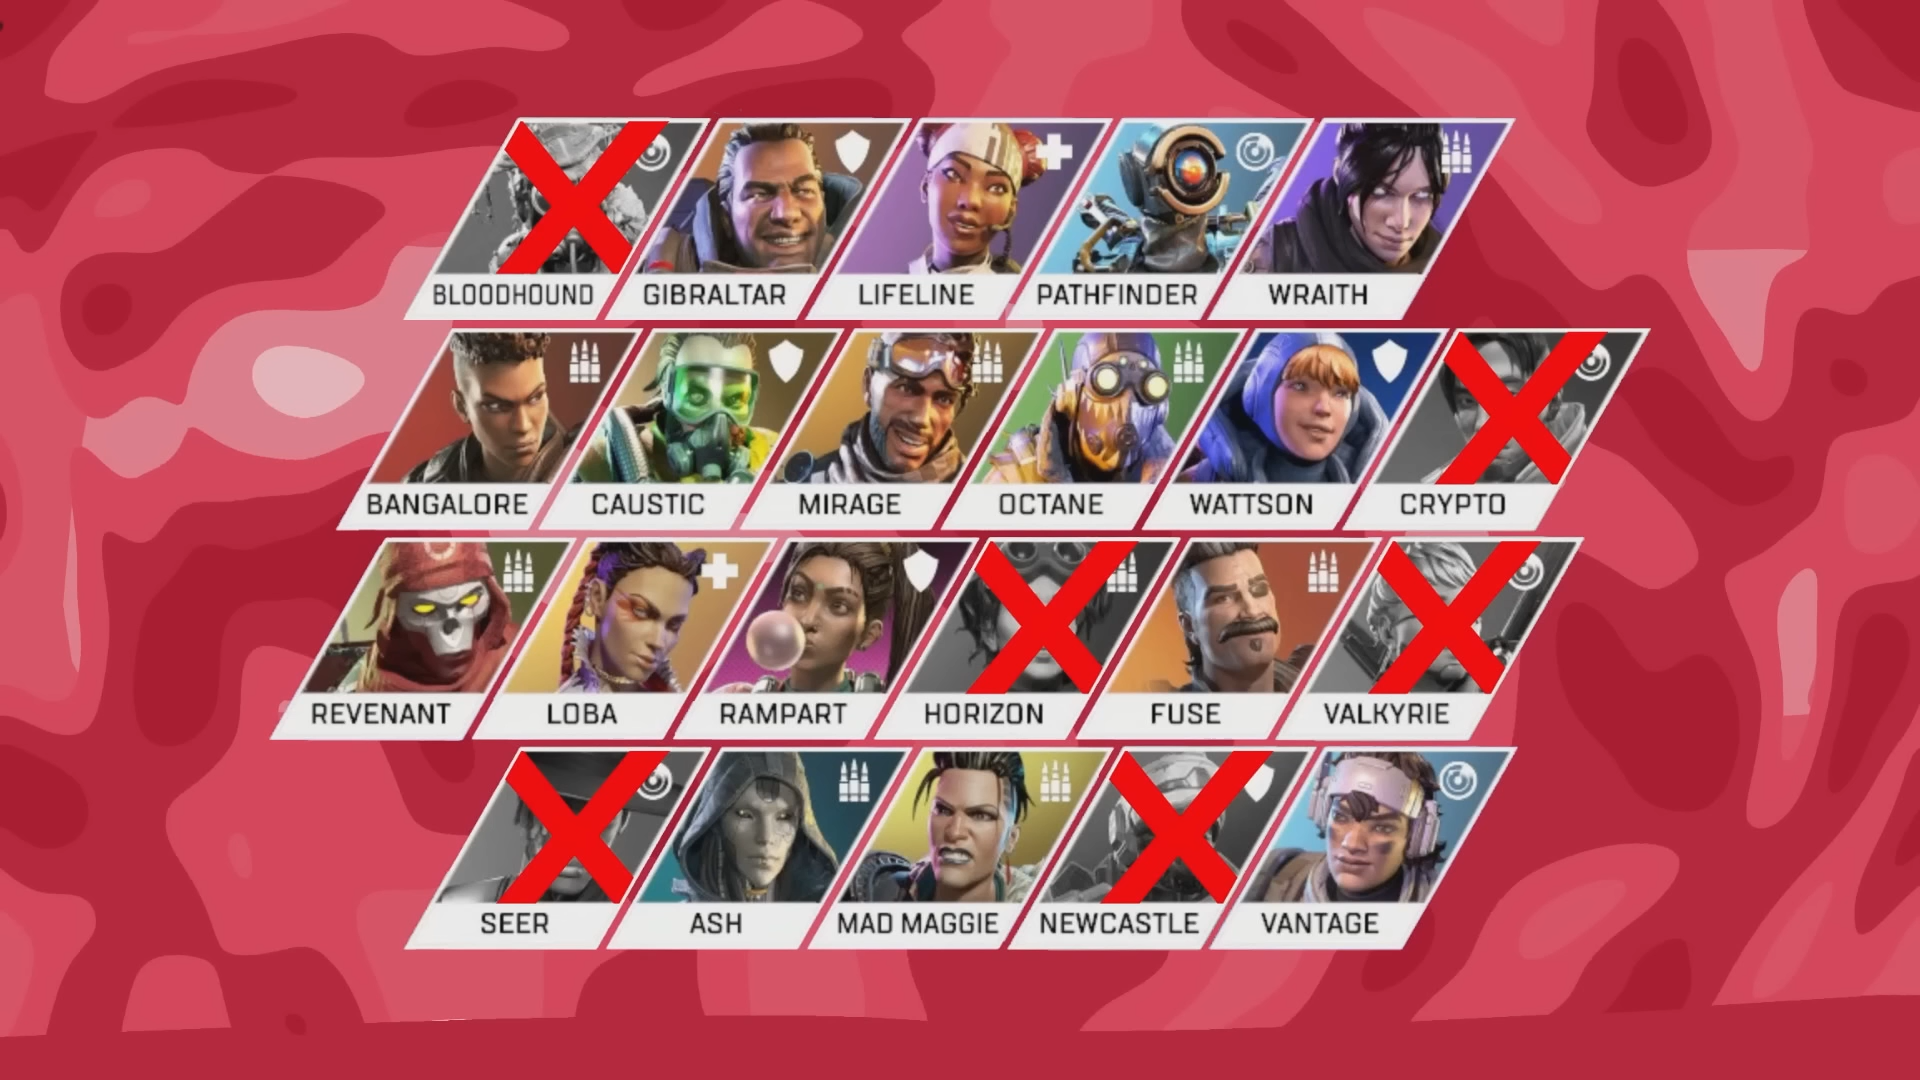 BLOODHOUND GIBRALTAR LIFELINE PATHFINDER WRAITH
BANGALORE CAUSTIC MIRAGE OCTANE WATTSON CRYPTO
REVENANT LOBA RAMPART HORIZON FUSE VALKYRIE
SEER ASH MAD MAGGIE NEWCASTLE VANTAGE